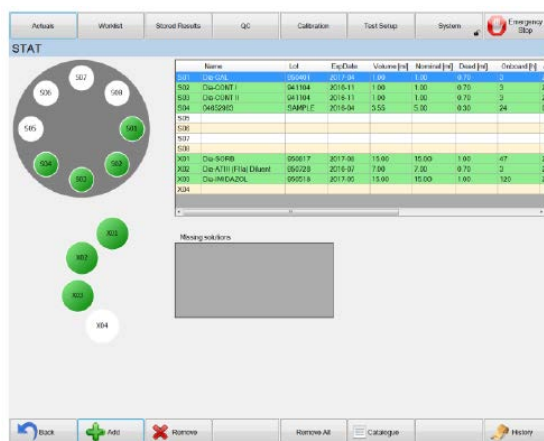 Actuals Worklist Stored Results QC Calibration Test Setup System Emergency Stop
STAT
Name Lot ExpDate Volume [ml] Nominal [ml] Dead [ml] Onboard [h]
S01 Dia-CAL 050401 2017-04 1.00 1.00 0.70 3
S02 Dia-CONT I 041104 2016-11 1.00 1.00 0.70 3
S03 Dia-CONT II 041104 2016-11 1.00 1.00 0.70 3
S04 SAMPLE 2016-04 3.55 5.00 0.30 24
S05
S06
S07
S08
X01 Dia-SORB 050617 15.00 15.00 1.00 47
X02 Dia-ATIII (FIIa) Diluent 050728 2016-07 7.00 7.00 0.70 3
X03 Dia-IMIDAZOL 050518 2017-05 15.00 15.00 1.00 120
X04
S07
S06
S08
S05
S01
S04
S02
S03
X01
X02
X03
X04
Missing solutions
Back Add Remove Remove All Catalogue History